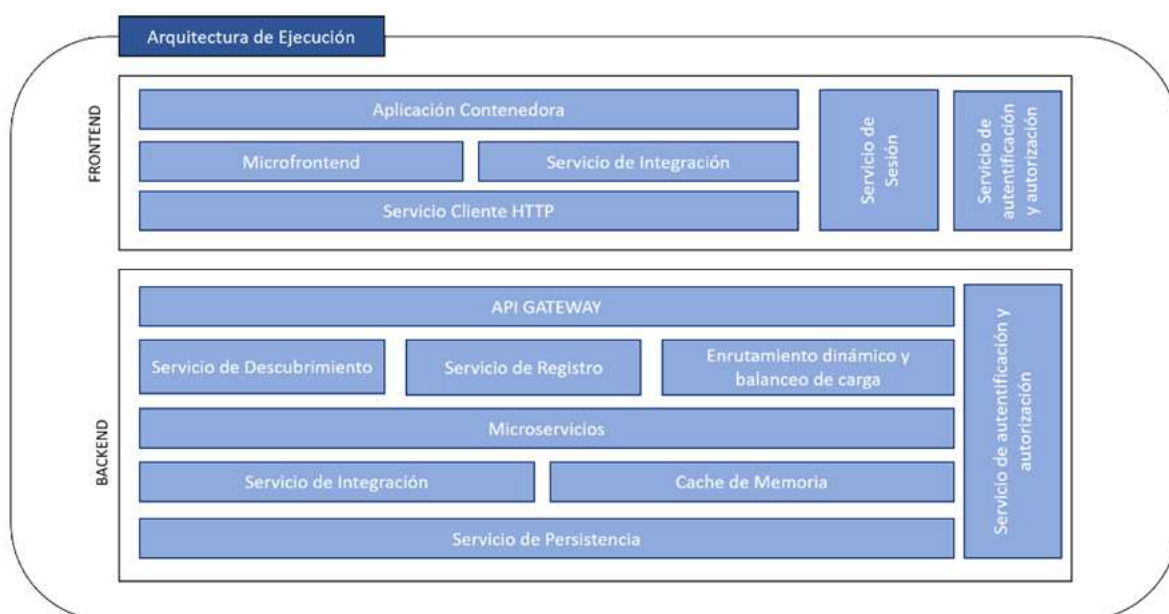 Arquitectura de Ejecución
FRONTEND
Aplicación Contenedora
Microfrontend
Servicio de Integración
Servicio Cliente HTTP
Servicio de
Sesión
Servicio de
autentificación
y autorización
BACKEND
API GATEWAY
Servicio de Descubrimiento
Servicio de Registro
Enrutamiento dinámico y
balanceo de carga
Microservicios
Servicio de Integración
Cache de Memoria
Servicio de Persistencia
Servicio de autentificación y
autorización